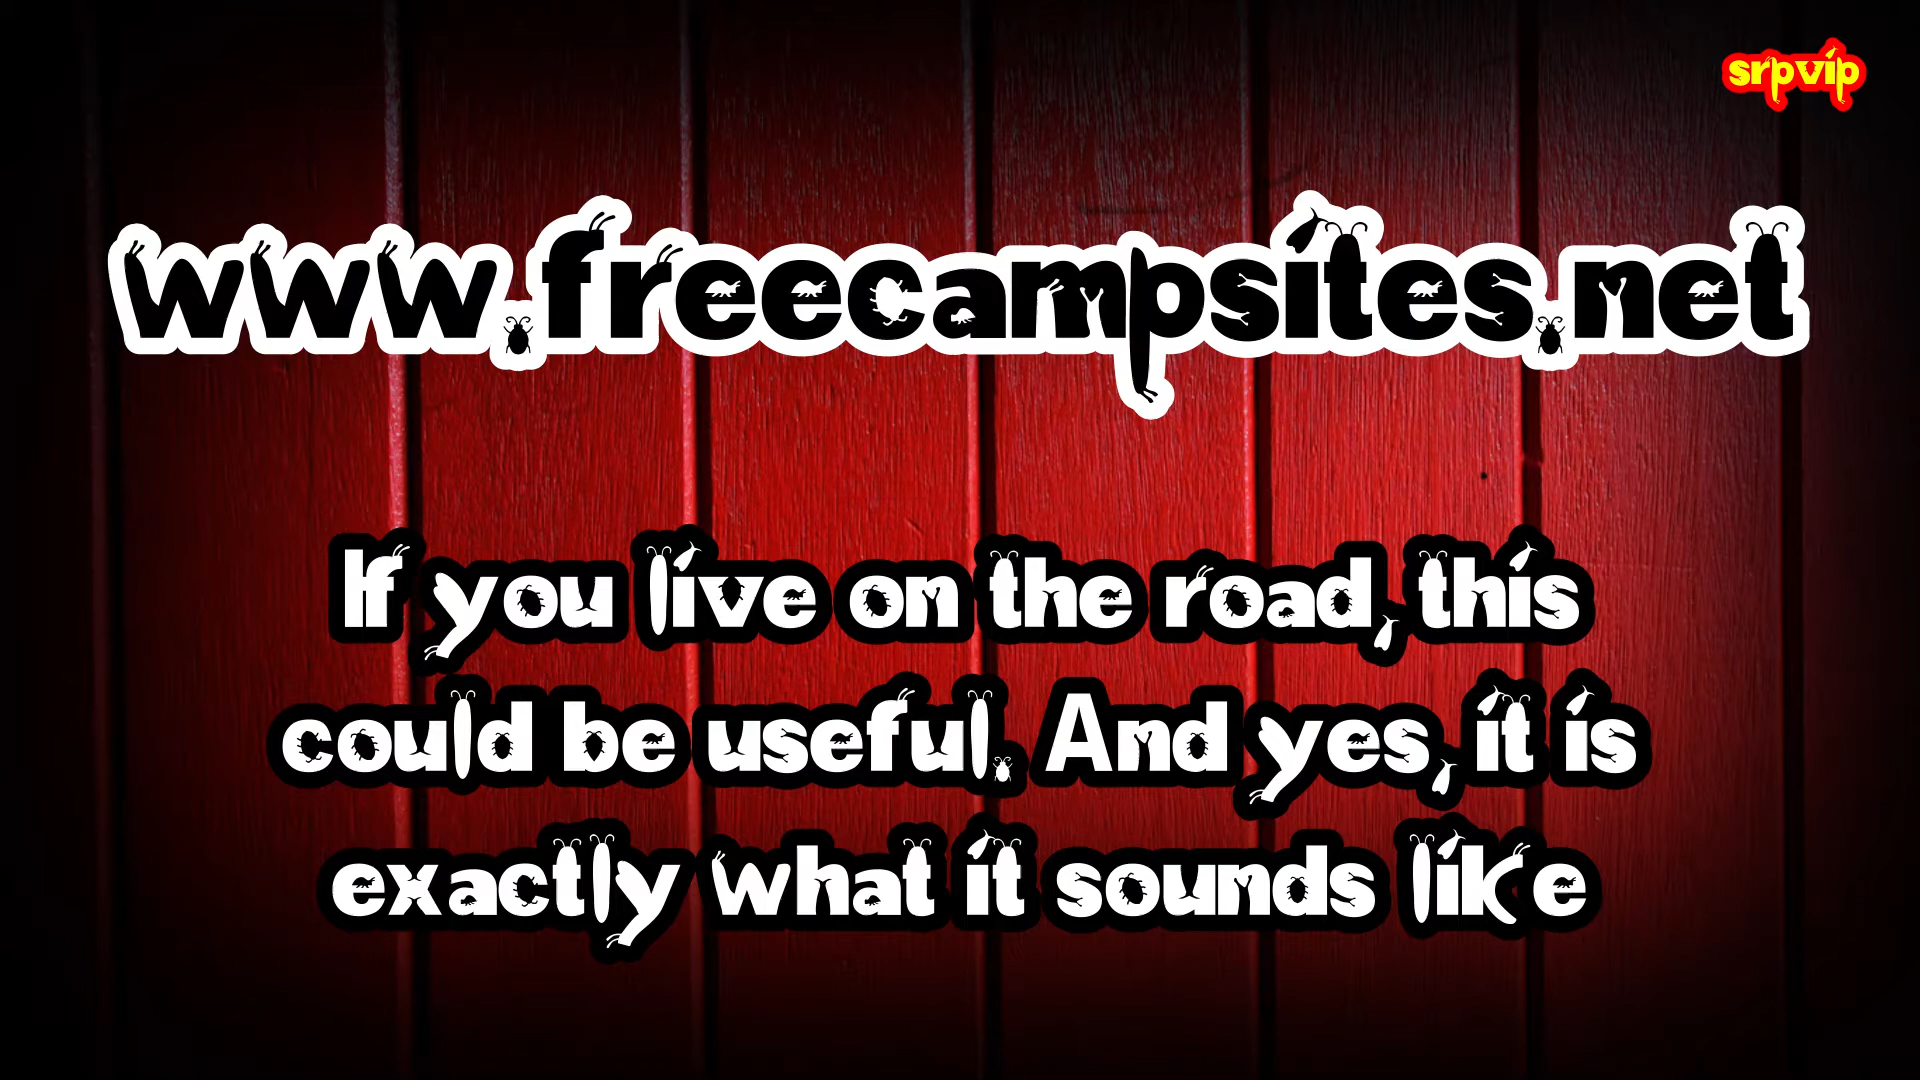 srpvip
www.freecampsites.net
If you live on the road, this
could be useful. And yes, it is
exactly what it sounds like